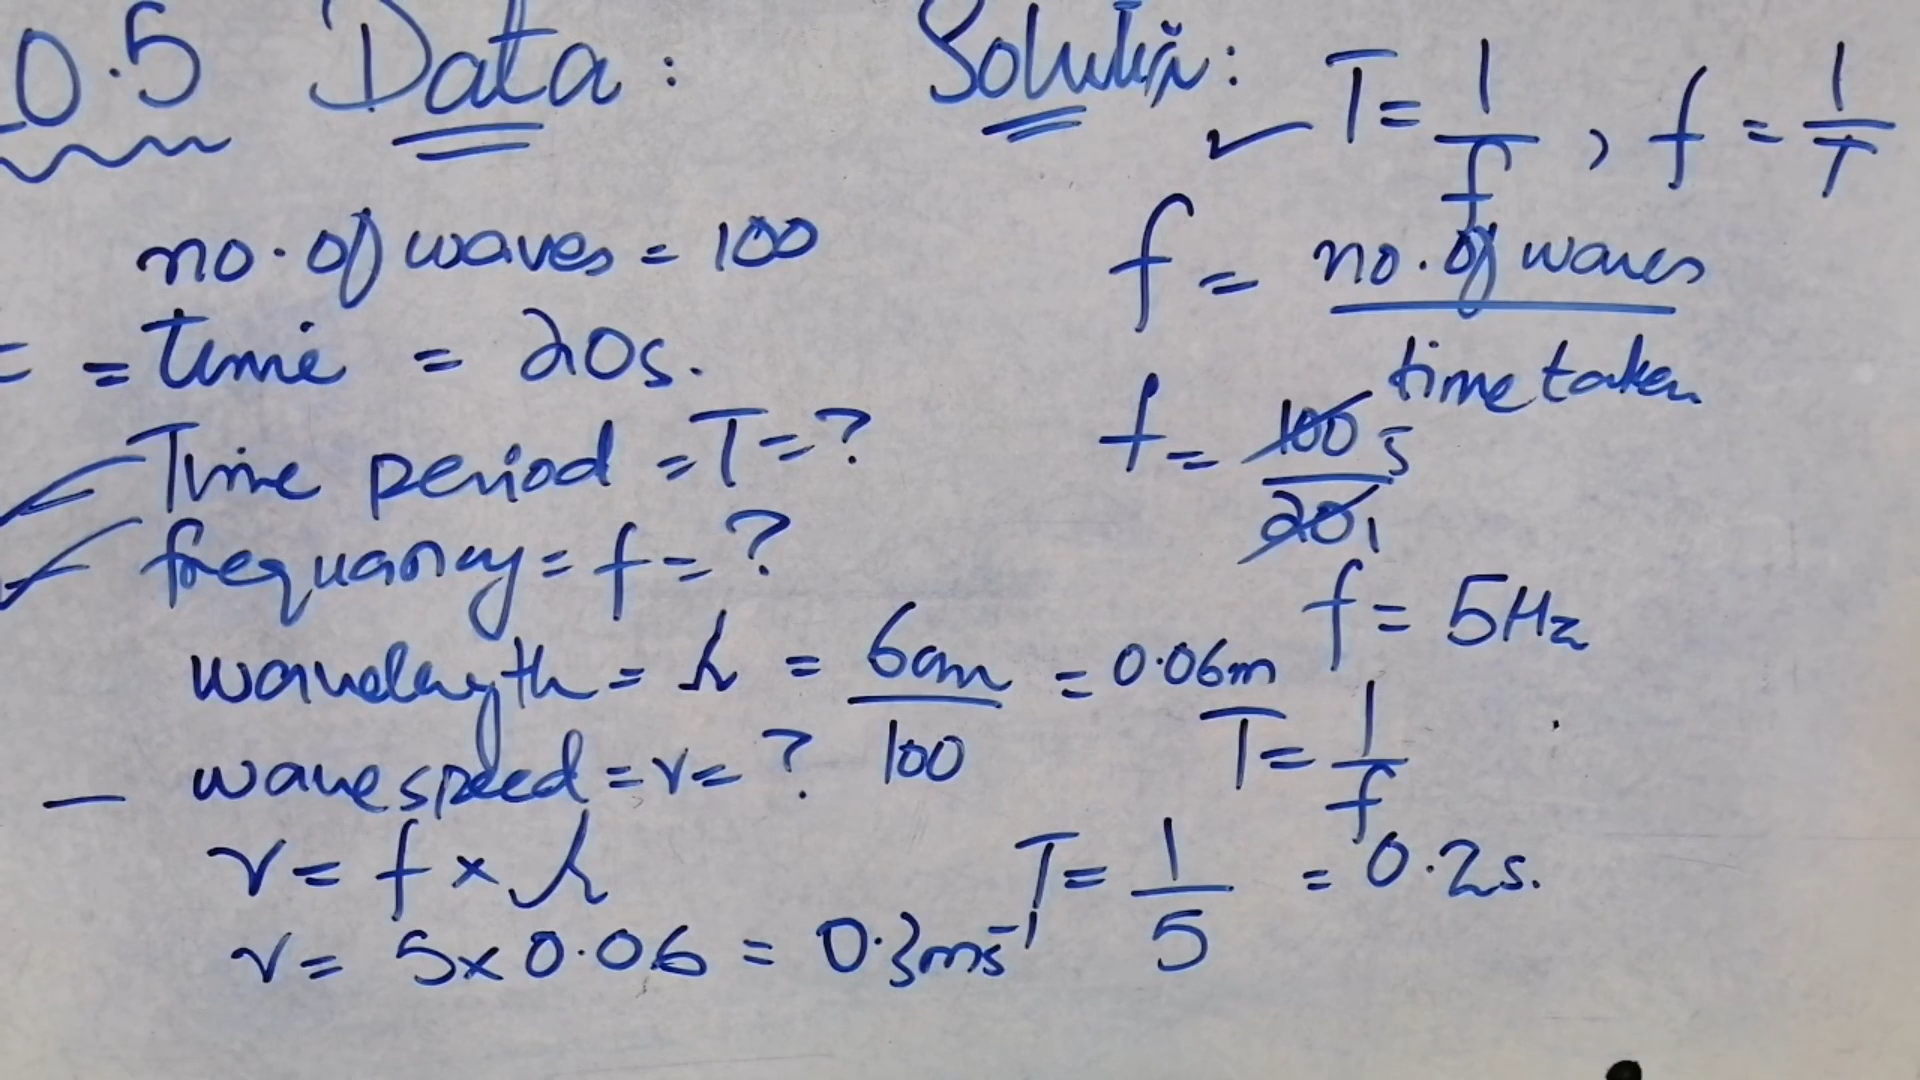 0.5 Data:
no. of waves = 100
= = Time = 20s.
Time period = T = ?
frequancy = f = ?
wavelength = λ = 6cm/100 = 0.06m
wave speed = v = ?
v = f × λ
v = 5 × 0.06 = 0.3ms⁻¹
Solution: ✓ T = 1/f , f = 1/T
f = no. of waves/time taken
f = 100 5/20 1
f = 5Hz
T = 1/f
T = 1/5 = 0.2s.